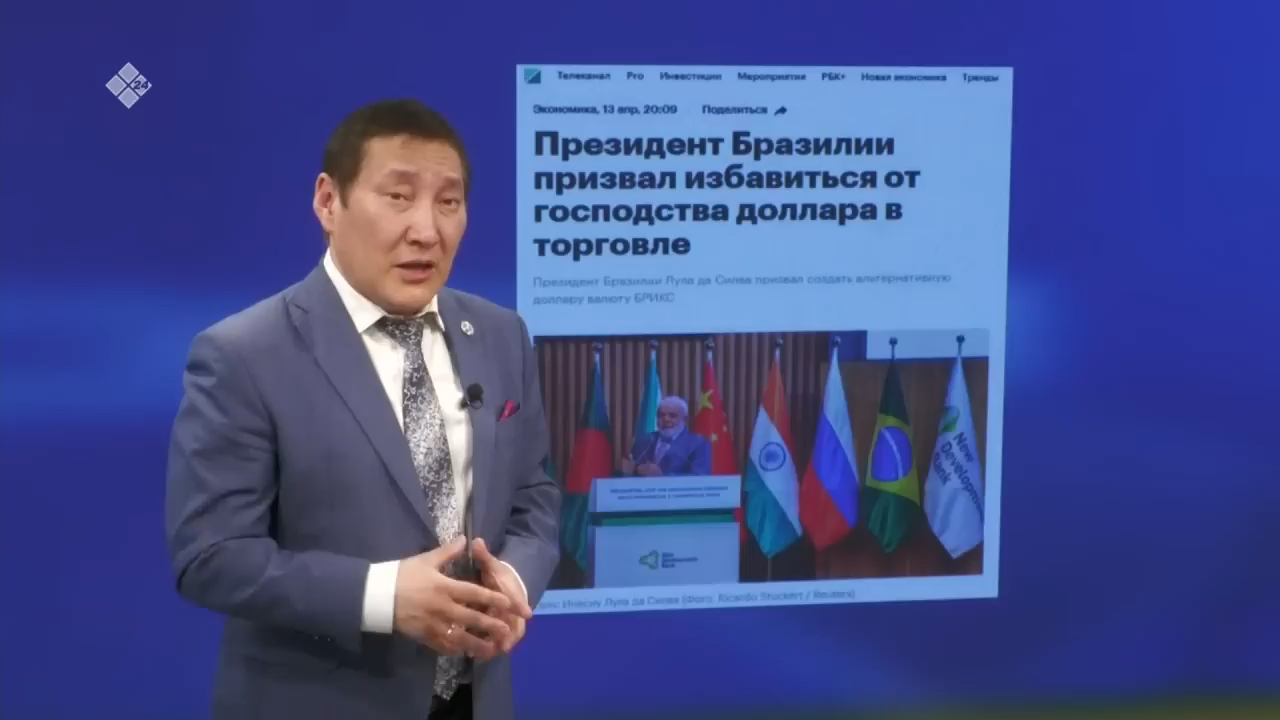 24
Телеканал Pro Инвестиции Мероприятия РБК+ Новая экономика Тренды
Экономика, 13 апр, 20:09 Поделиться
Президент Бразилии
призвал избавиться от
господства доллара в
торговле
Президент Бразилии Лула да Силва призвал создать альтернативную
доллару валюту БРИКС
New
Development
Bank
Инасиу Лула да Силва (Фото: Ricardo Stuckert / Reuters)